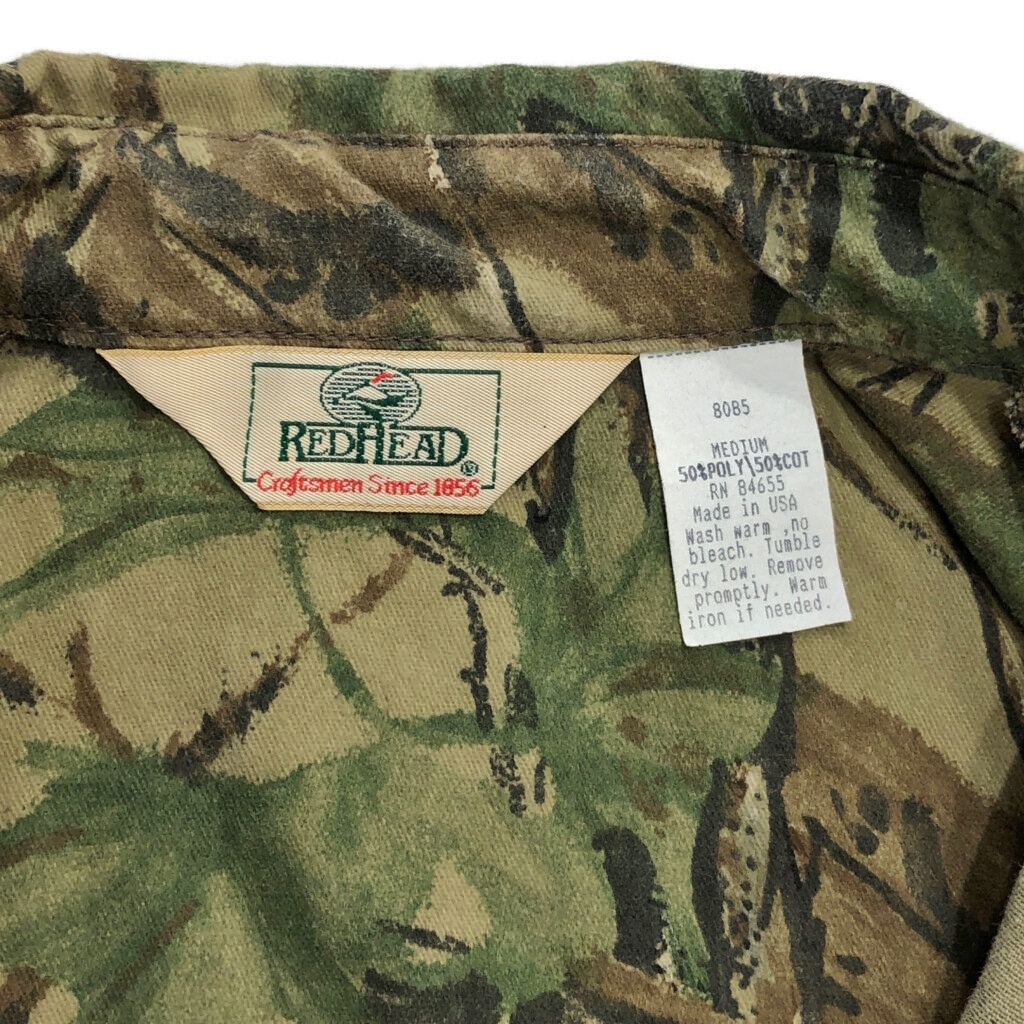 REDHEAD®
Craftsmen Since 1856
8085
MEDIUM
50%POLY\50%COT
RN 84655
Made in USA
Wash warm ,no
bleach. Tumble
dry low. Remove
promptly. Warm
iron if needed.